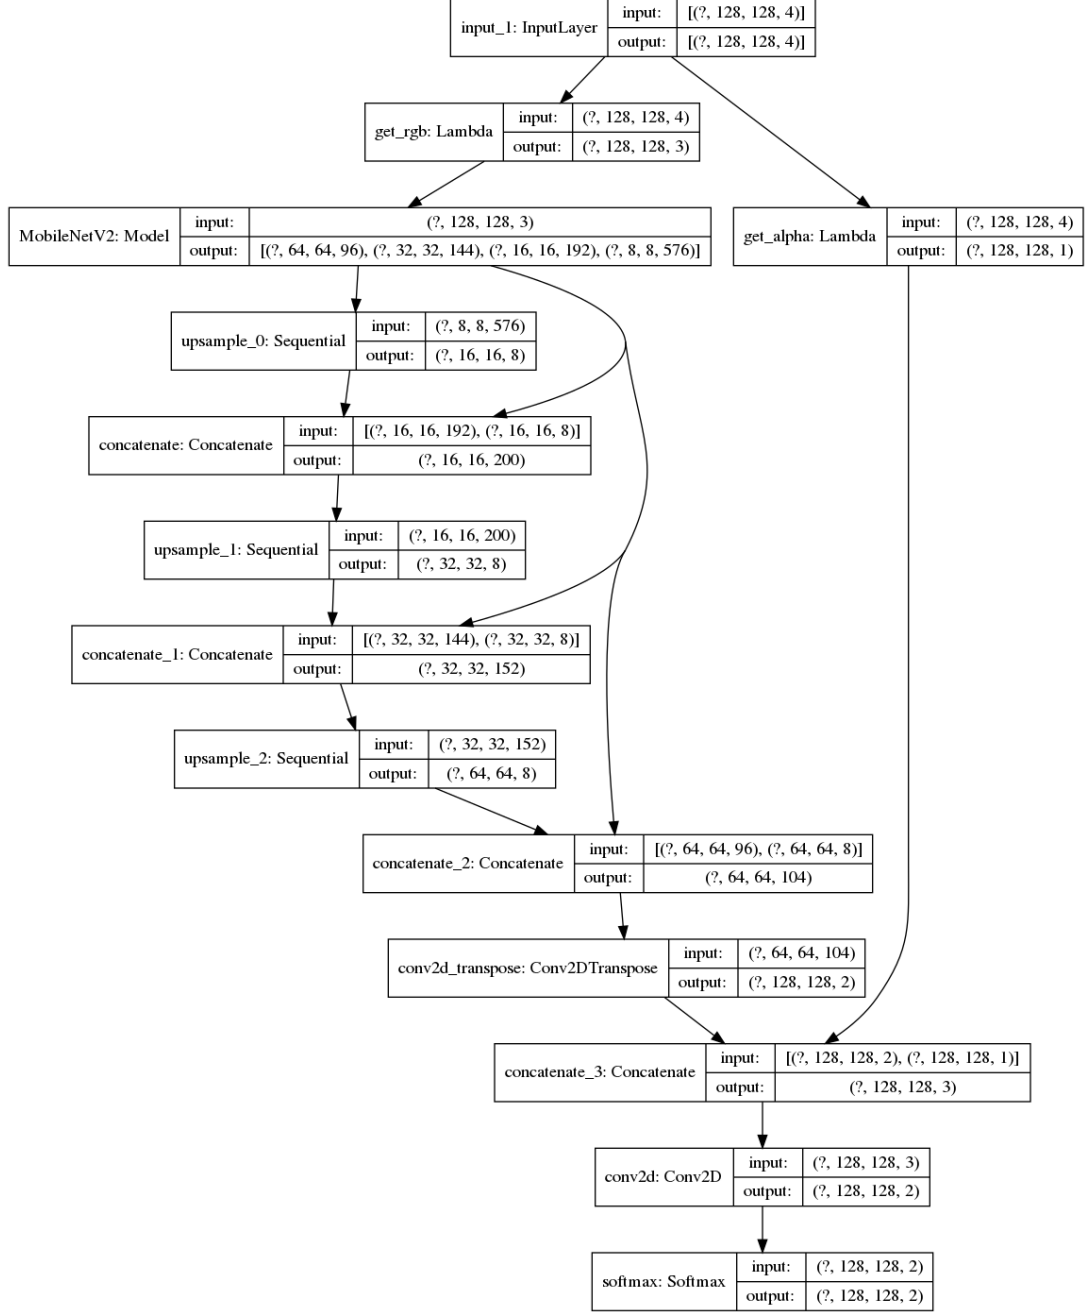 input_1: InputLayer
input: [(?, 128, 128, 4)]
output: [(?, 128, 128, 4)]
get_rgb: Lambda
input: (?, 128, 128, 4)
output: (?, 128, 128, 3)
MobileNetV2: Model
input: (?, 128, 128, 3)
output: [(?, 64, 64, 96), (?, 32, 32, 144), (?, 16, 16, 192), (?, 8, 8, 576)]
get_alpha: Lambda
input: (?, 128, 128, 4)
output: (?, 128, 128, 1)
upsample_0: Sequential
input: (?, 8, 8, 576)
output: (?, 16, 16, 8)
concatenate: Concatenate
input: [(?, 16, 16, 192), (?, 16, 16, 8)]
output: (?, 16, 16, 200)
upsample_1: Sequential
input: (?, 16, 16, 200)
output: (?, 32, 32, 8)
concatenate_1: Concatenate
input: [(?, 32, 32, 144), (?, 32, 32, 8)]
output: (?, 32, 32, 152)
upsample_2: Sequential
input: (?, 32, 32, 152)
output: (?, 64, 64, 8)
concatenate_2: Concatenate
input: [(?, 64, 64, 96), (?, 64, 64, 8)]
output: (?, 64, 64, 104)
conv2d_transpose: Conv2DTranspose
input: (?, 64, 64, 104)
output: (?, 128, 128, 2)
concatenate_3: Concatenate
input: [(?, 128, 128, 2), (?, 128, 128, 1)]
output: (?, 128, 128, 3)
conv2d: Conv2D
input: (?, 128, 128, 3)
output: (?, 128, 128, 2)
softmax: Softmax
input: (?, 128, 128, 2)
output: (?, 128, 128, 2)